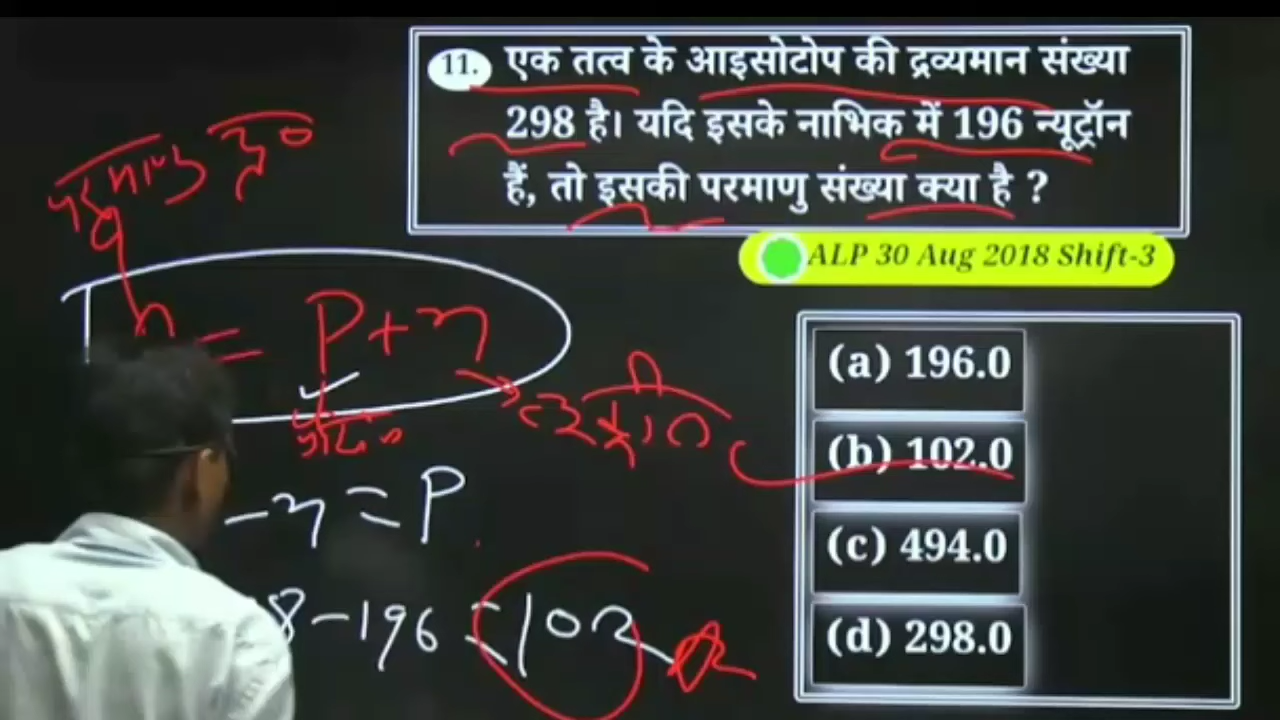 11. एक तत्व के आइसोटोप की द्रव्यमान संख्या
298 है। यदि इसके नाभिक में 196 न्यूट्रॉन
हैं, तो इसकी परमाणु संख्या क्या है ?
ALP 30 Aug 2018 Shift-3
= P + n
n
- n = P
8 - 196 = 102
(a) 196.0
(b) 102.0
(c) 494.0
(d) 298.0